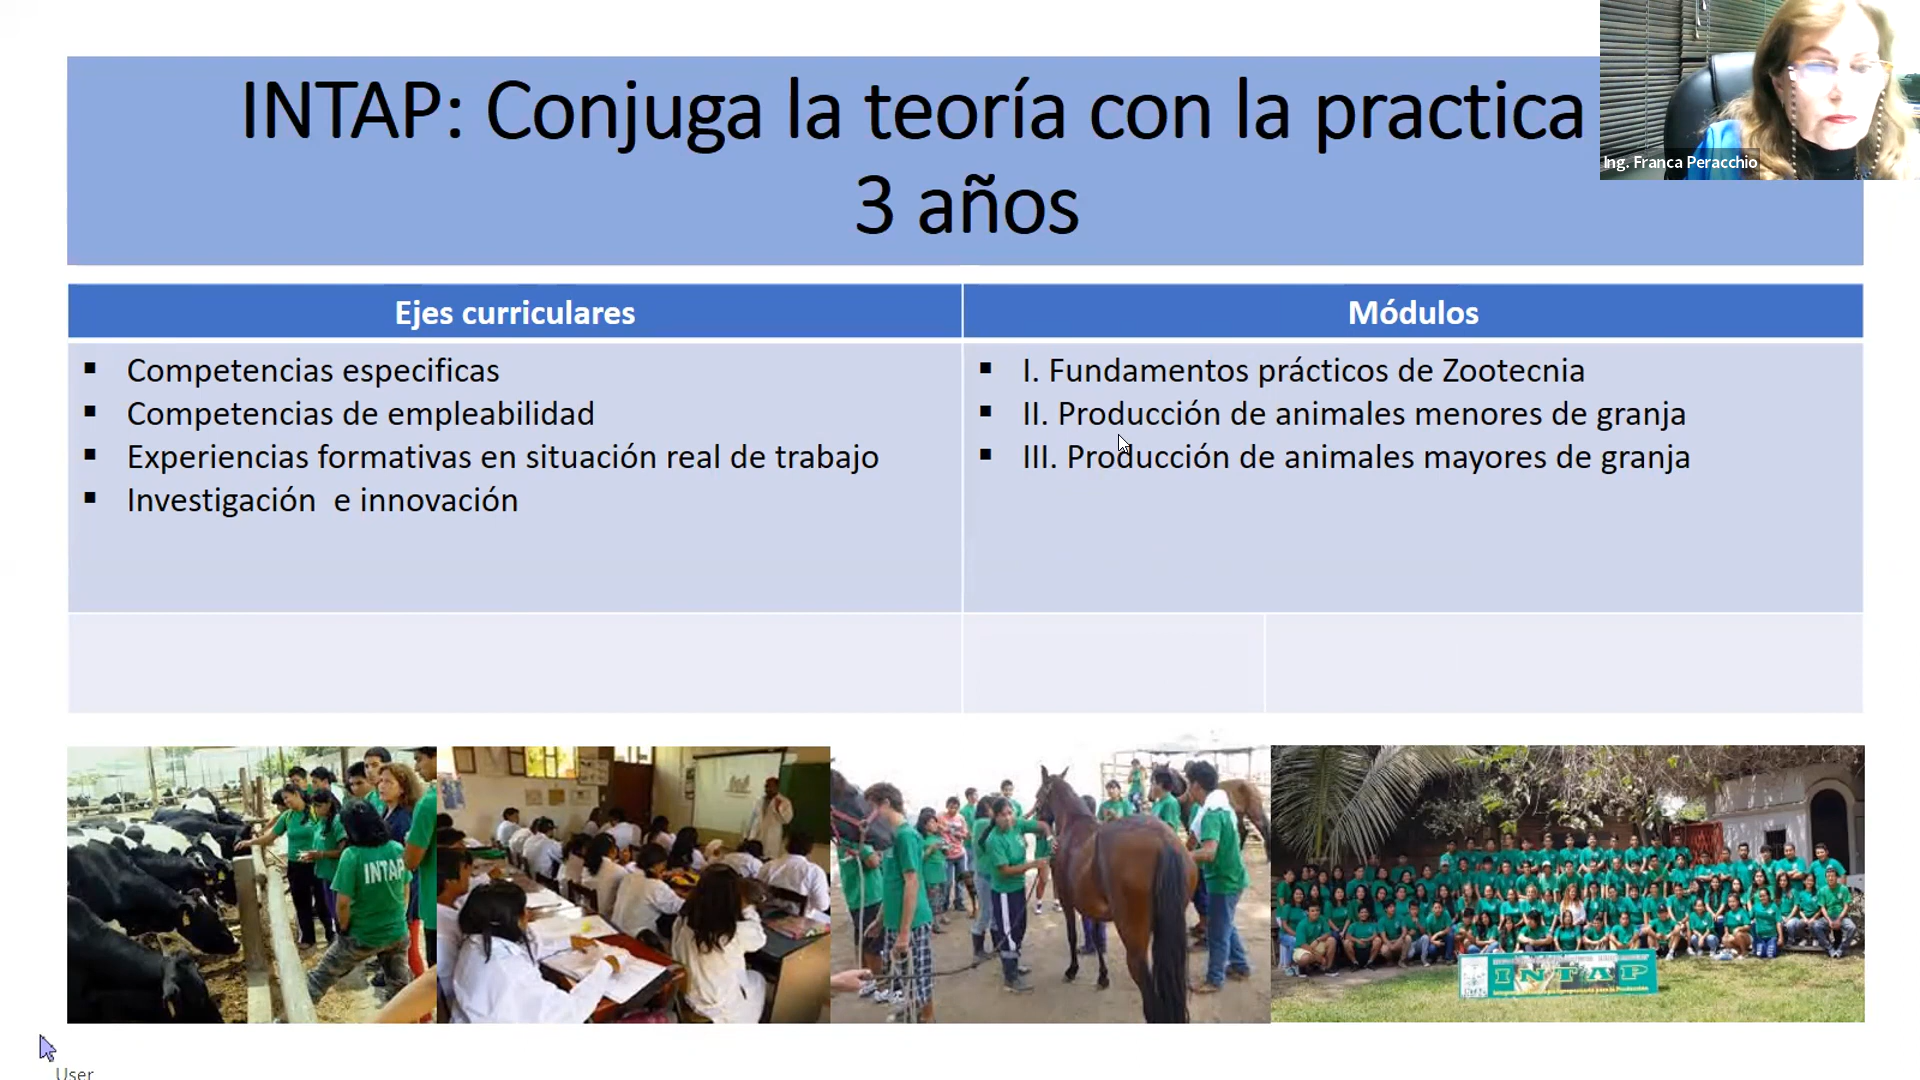 INTAP: Conjuga la teoría con la practica
3 años
Ing. Franca Peracchio
Ejes curriculares
Módulos
Competencias especificas
Competencias de empleabilidad
Experiencias formativas en situación real de trabajo
Investigación  e innovación
I. Fundamentos prácticos de Zootecnia
II. Producción de animales menores de granja
III. Producción de animales mayores de granja
INTAP
INTAP
User